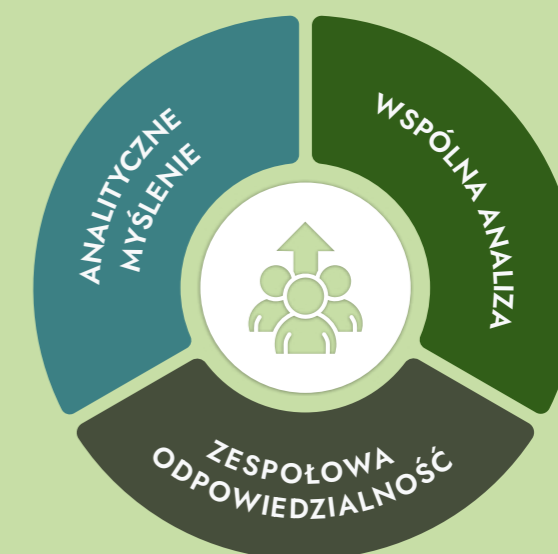 ANALITYCZNE
MYŚLENIE
WSPÓLNA ANALIZA
ZESPOŁOWA
ODPOWIEDZIALNOŚĆ